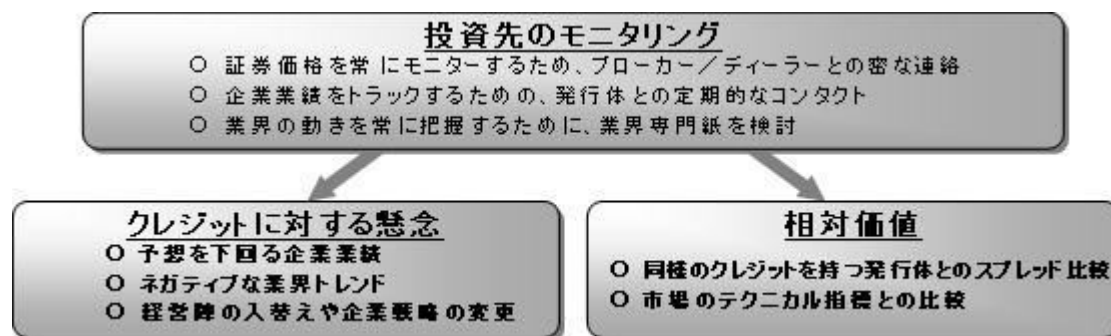 投資先のモニタリング
○ 証券価格を常にモニターするため、ブローカー／ディーラーとの密な連絡
○ 企業業績をトラックするための、発行体との定期的なコンタクト
○ 業界の動きを常に把握するために、業界専門紙を検討
クレジットに対する懸念
○ 予想を下回る企業業績
○ ネガティブな業界トレンド
○ 経営陣の入替えや企業戦略の変更
相対価値
○ 同様のクレジットを持つ発行体とのスプレッド比較
○ 市場のテクニカル指標との比較